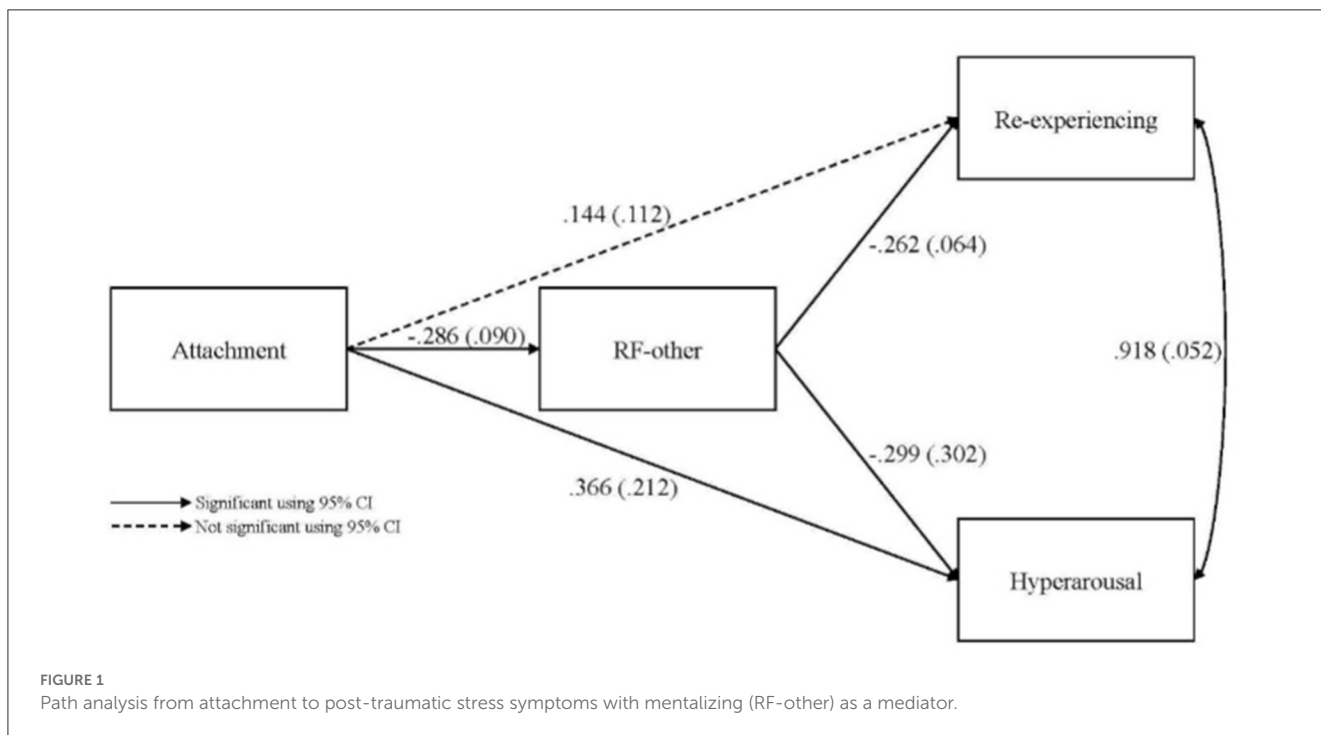 Re-experiencing
.144 (.112)
-.262 (.064)
Attachment
-.286 (.090)
RF-other
.918 (.052)
-.299 (.302)
.366 (.212)
Significant using 95% CI
Not significant using 95% CI
Hyperarousal
FIGURE 1
Path analysis from attachment to post-traumatic stress symptoms with mentalizing (RF-other) as a mediator.